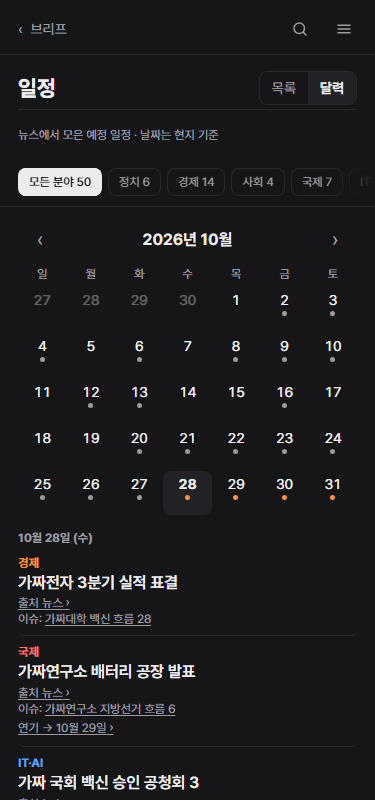 ‹ 브리프
일정
목록 달력
뉴스에서 모은 예정 일정 · 날짜는 현지 기준
모든 분야 50 정치 6 경제 14 사회 4 국제 7 IT
‹ 2026년 10월 ›
일 월 화 수 목 금 토
27 28 29 30 1 2 3
4 5 6 7 8 9 10
11 12 13 14 15 16 17
18 19 20 21 22 23 24
25 26 27 28 29 30 31
10월 28일 (수)
경제
가짜전자 3분기 실적 표결
출처 뉴스 ›
이슈: 가짜대학 백신 흐름 28
국제
가짜연구소 배터리 공장 발표
출처 뉴스 ›
이슈: 가짜연구소 지방선거 흐름 6
연기 → 10월 29일 ›
IT·AI
가짜 국회 백신 승인 공청회 3